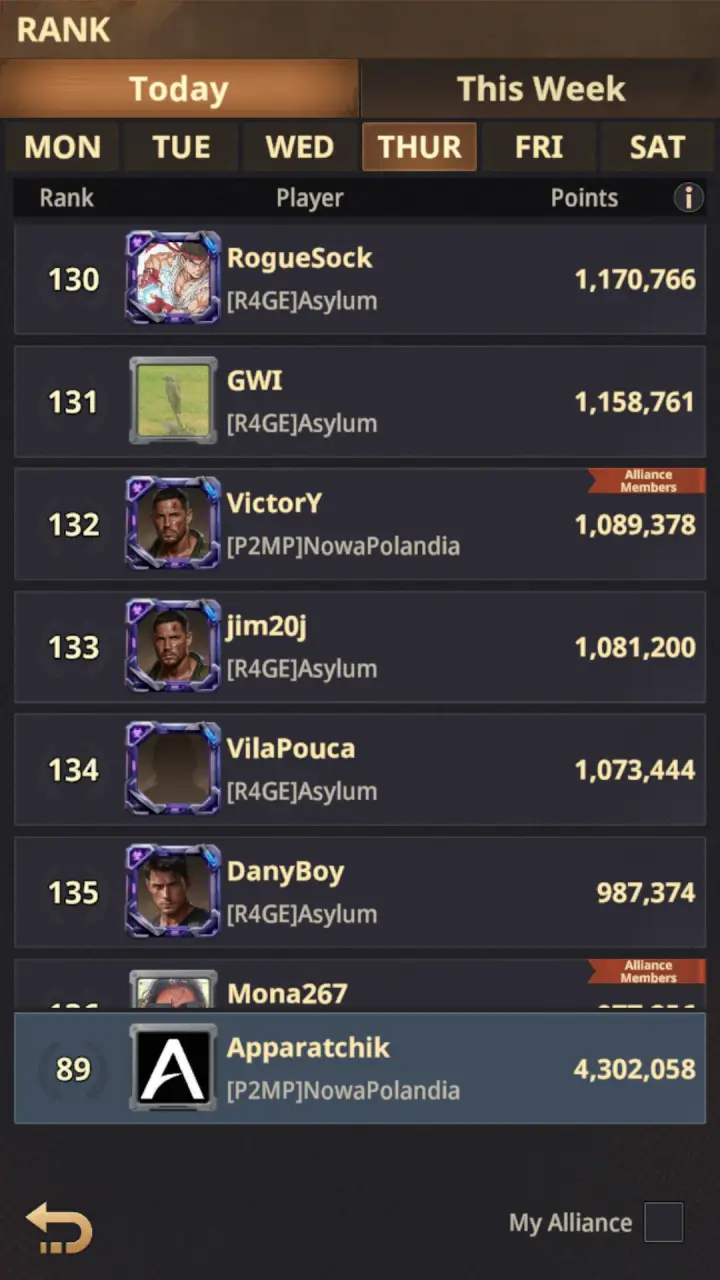 RANK
Today This Week
MON TUE WED THUR FRI SAT
Rank Player Points i
RogueSock
130 1,170,766
[R4GE]Asylum
GWI
131 1,158,761
[R4GE]Asylum
Alliance
Members
VictorY
132 1,089,378
[P2MP]NowaPolandia
jim20j
133 1,081,200
[R4GE]Asylum
VilaPouca
134 1,073,444
[R4GE]Asylum
DanyBoy
135 987,374
[R4GE]Asylum
Alliance
Members
Mona267
Apparatchik
89 4,302,058
[P2MP]NowaPolandia
My Alliance